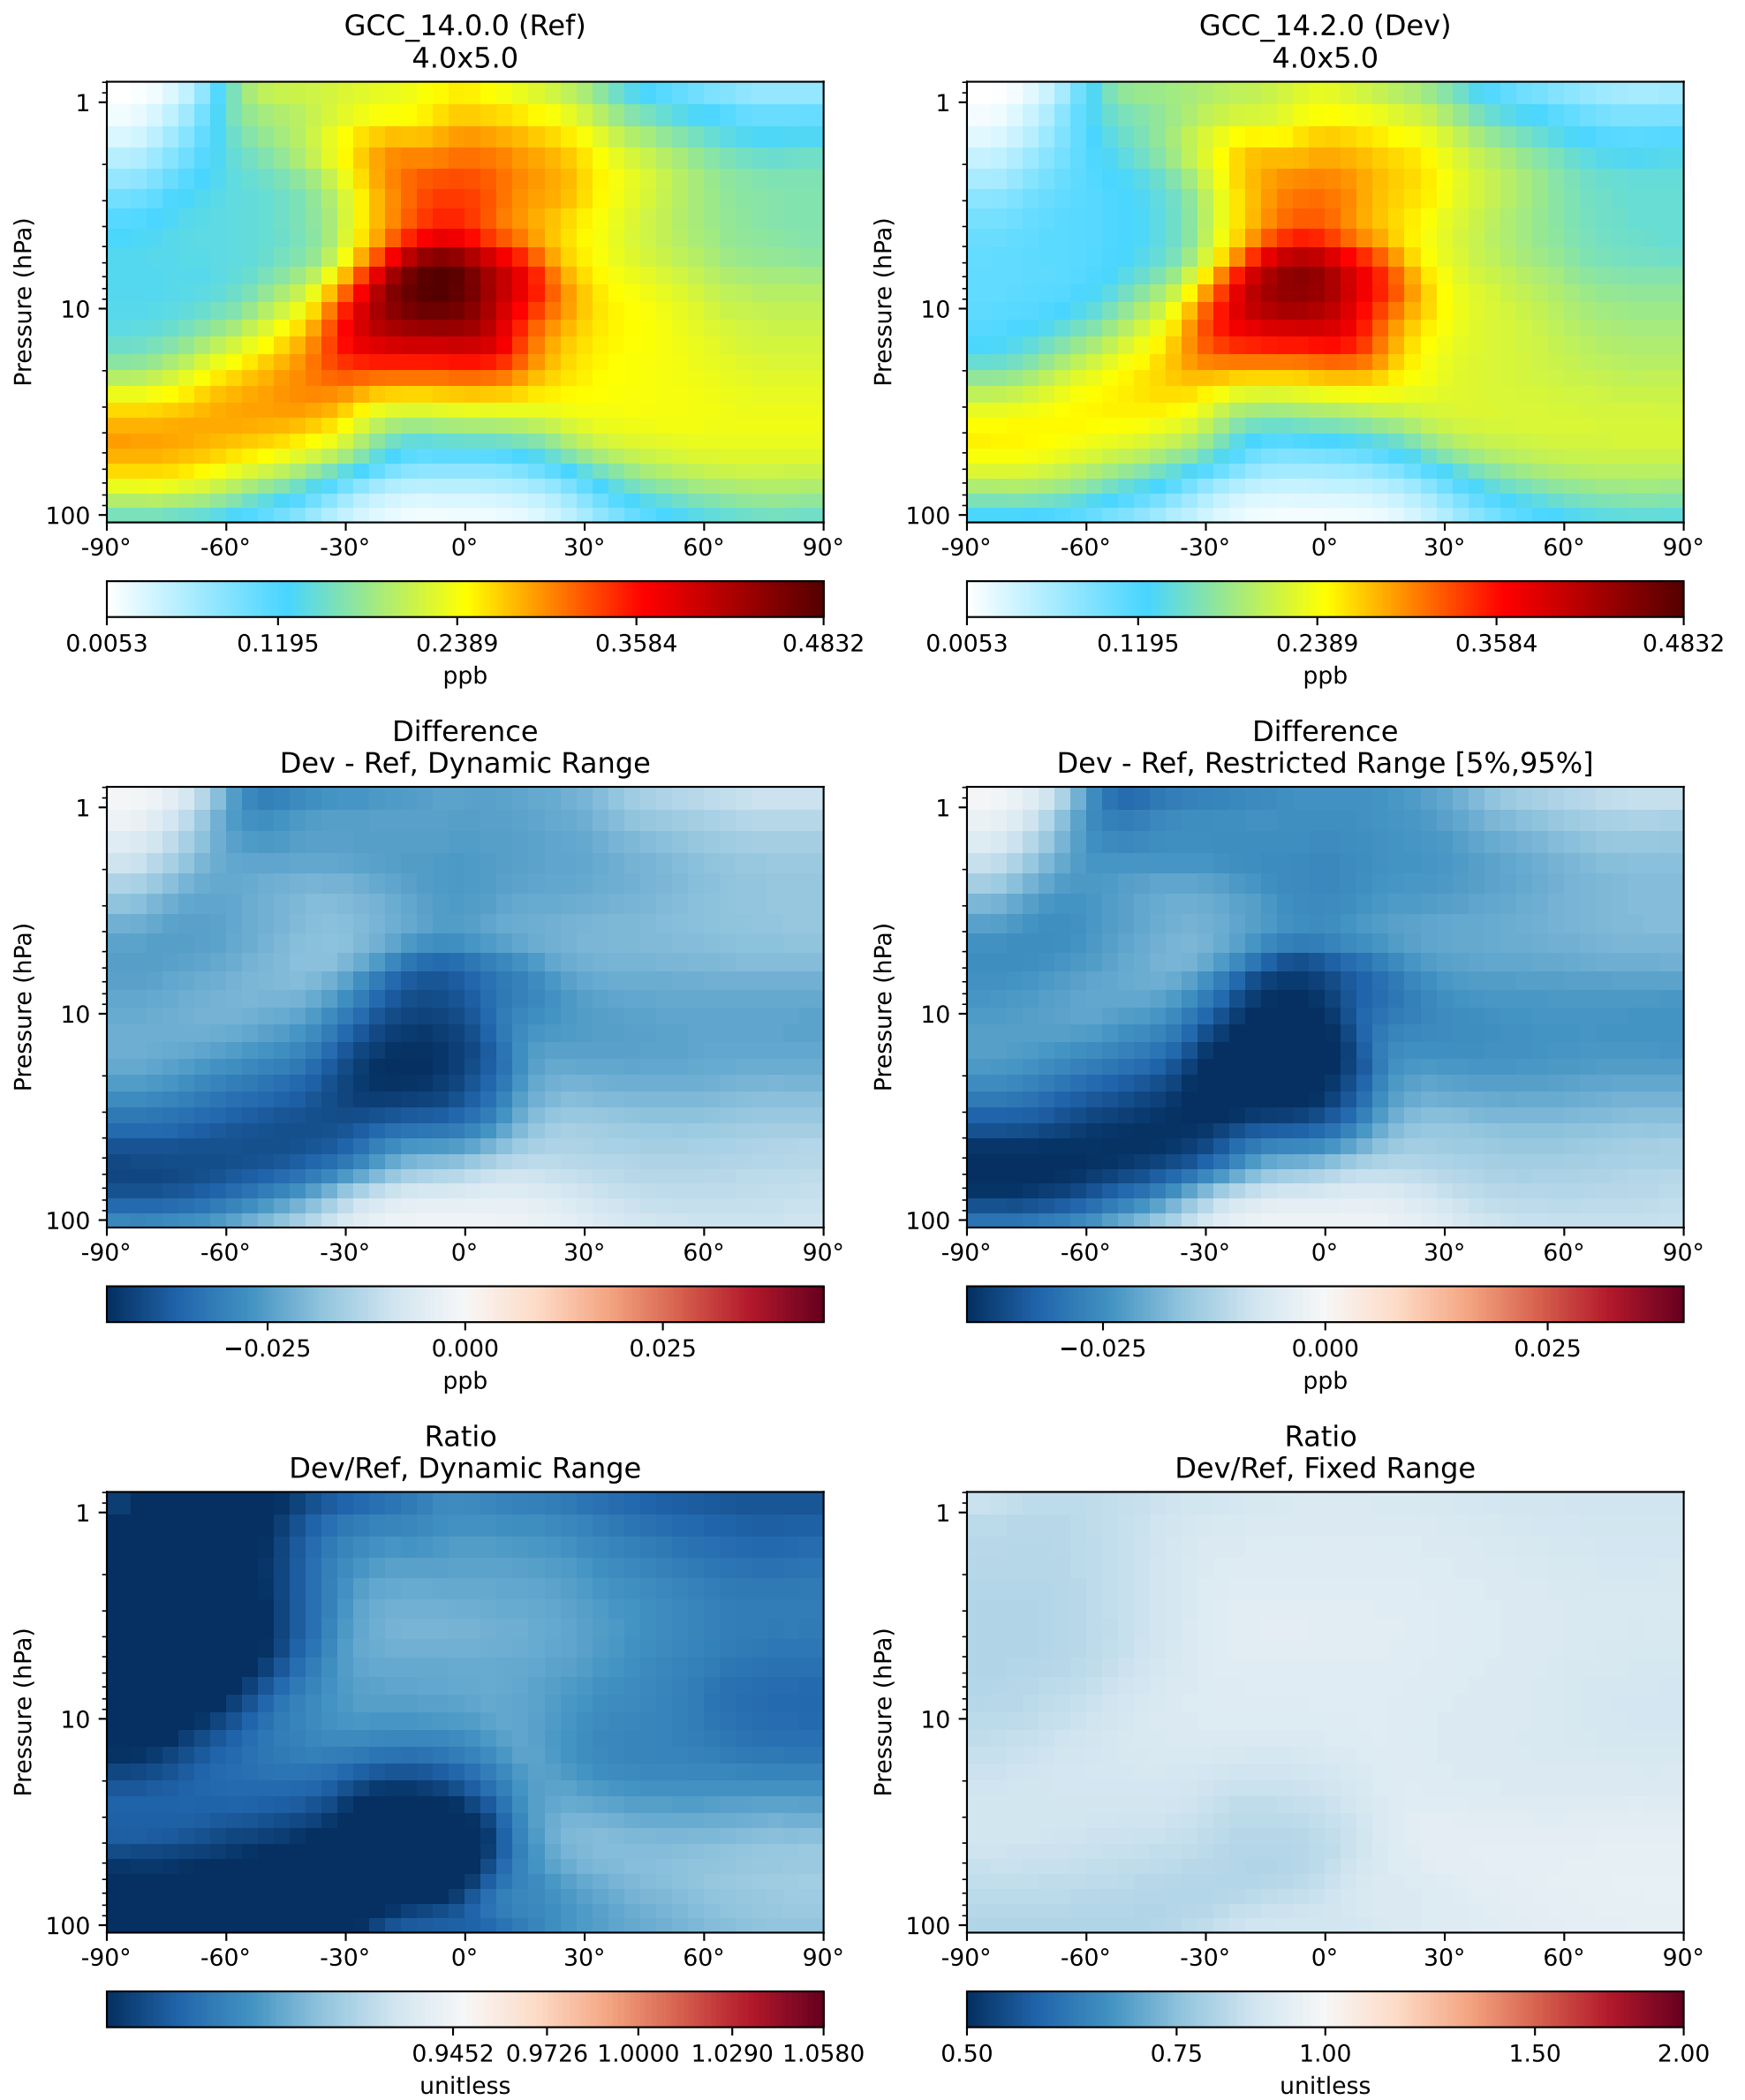 GCC_14.0.0 (Ref)
4.0x5.0
Pressure (hPa)
1
10
100
-90° -60° -30° 0° 30° 60° 90°
0.0053 0.1195 0.2389 0.3584 0.4832
ppb
GCC_14.2.0 (Dev)
4.0x5.0
Pressure (hPa)
1
10
100
-90° -60° -30° 0° 30° 60° 90°
0.0053 0.1195 0.2389 0.3584 0.4832
ppb
Difference
Dev - Ref, Dynamic Range
Pressure (hPa)
1
10
100
-90° -60° -30° 0° 30° 60° 90°
−0.025 0.000 0.025
ppb
Difference
Dev - Ref, Restricted Range [5%,95%]
Pressure (hPa)
1
10
100
-90° -60° -30° 0° 30° 60° 90°
−0.025 0.000 0.025
ppb
Ratio
Dev/Ref, Dynamic Range
Pressure (hPa)
1
10
100
-90° -60° -30° 0° 30° 60° 90°
0.9452 0.9726 1.0000 1.0290 1.0580
unitless
Ratio
Dev/Ref, Fixed Range
Pressure (hPa)
1
10
100
-90° -60° -30° 0° 30° 60° 90°
0.50 0.75 1.00 1.50 2.00
unitless